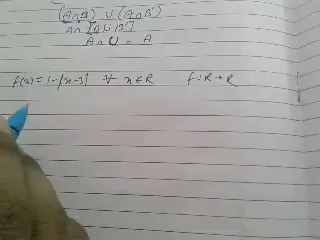 (A∩B) ∪ (A∩B')
A∩[B∪B']
A∩U = A
f(x) = 1-|x-3| ∀ x∈R f:R→R